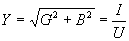 Y = √(G² + B²) = I/U